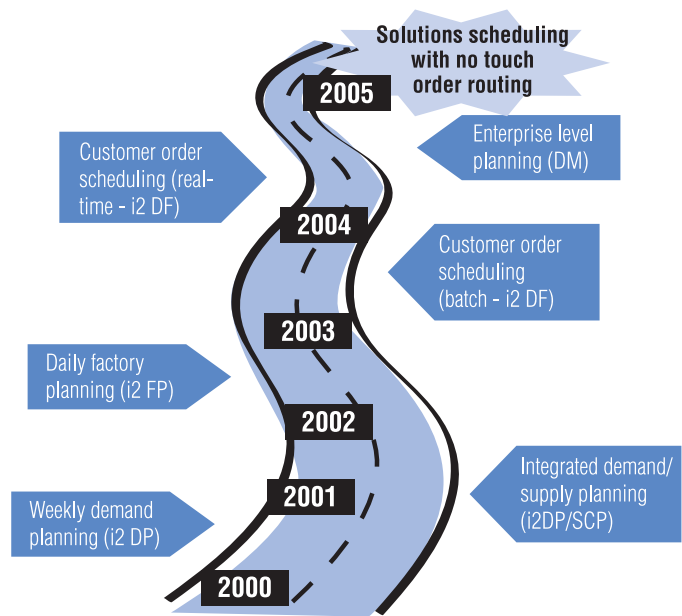 Solutions scheduling
with no touch
order routing
2005
Enterprise level
planning (DM)
Customer order
scheduling (real-
time - i2 DF)
2004
Customer order
scheduling
(batch - i2 DF)
2003
Daily factory
planning (i2 FP)
2002
Integrated demand/
supply planning
(i2DP/SCP)
2001
Weekly demand
planning (i2 DP)
2000